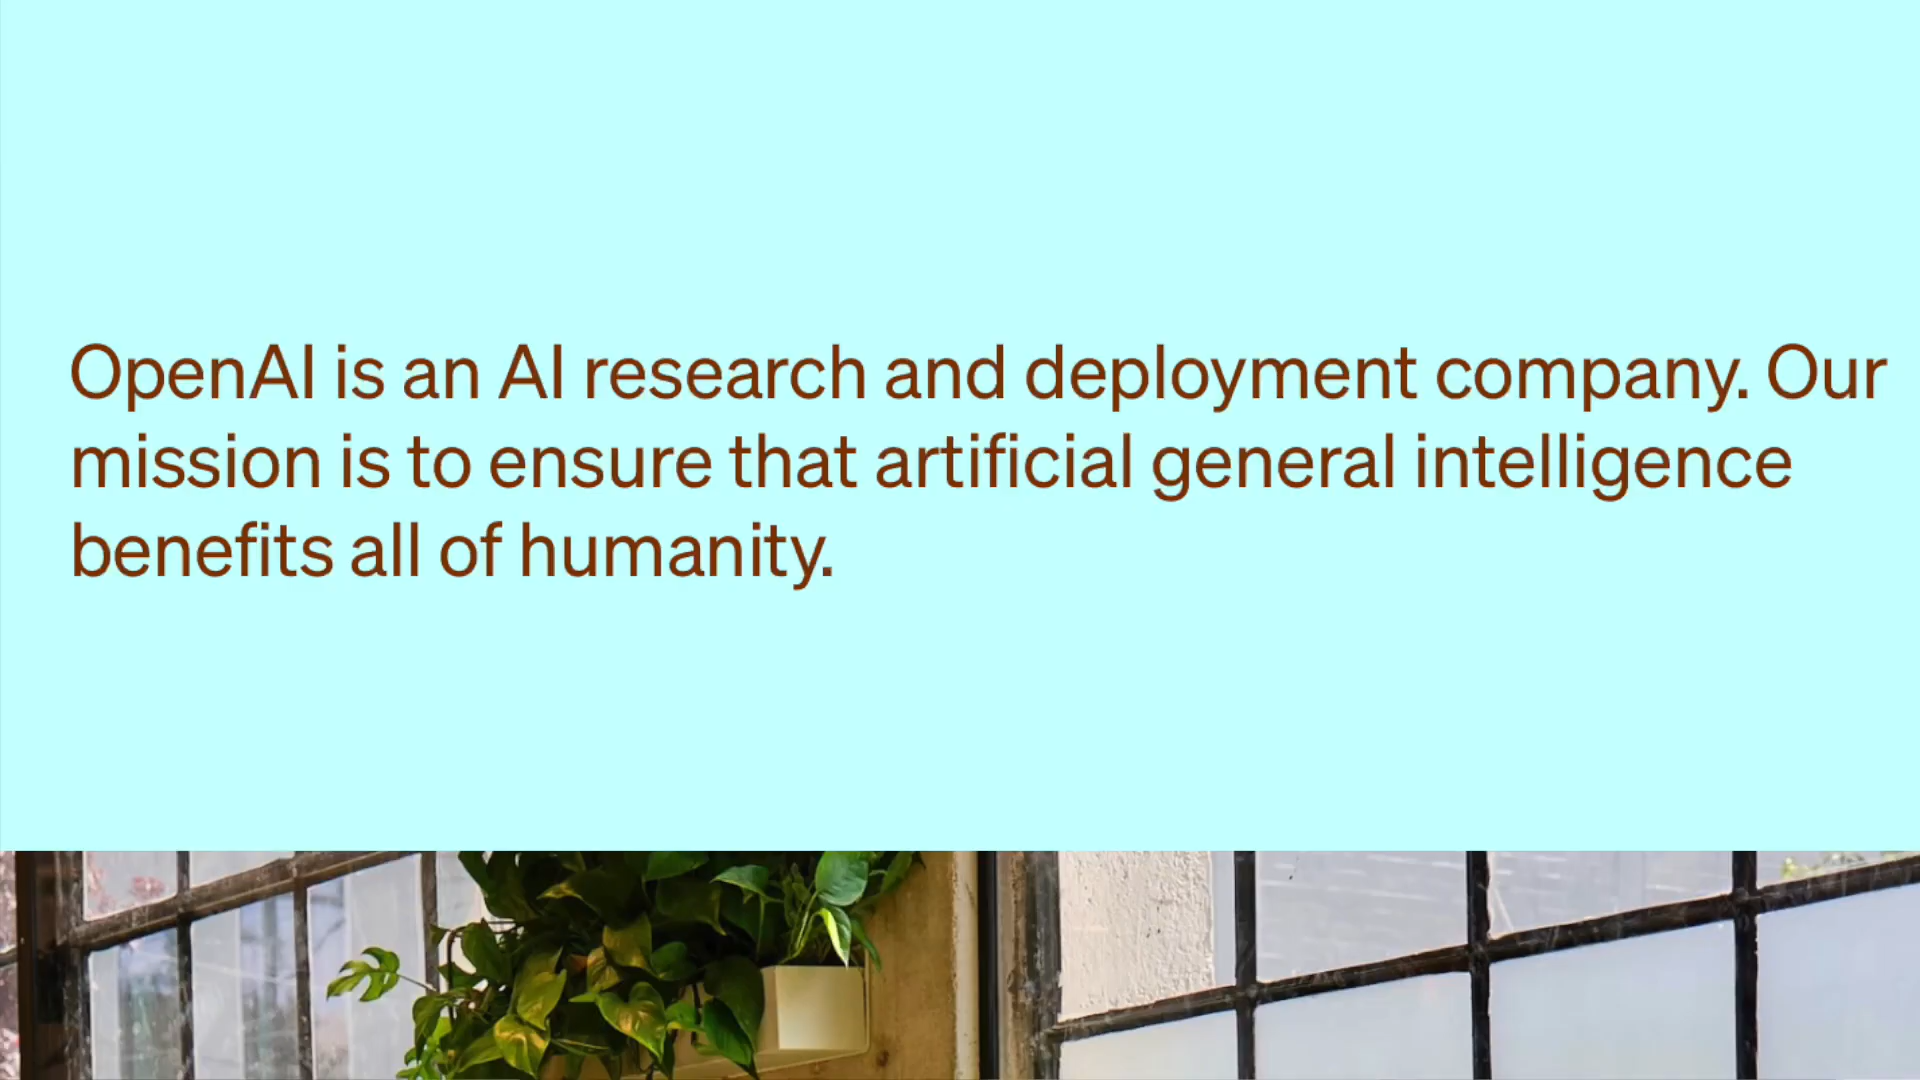 OpenAI is an AI research and deployment company. Our
mission is to ensure that artificial general intelligence
benefits all of humanity.